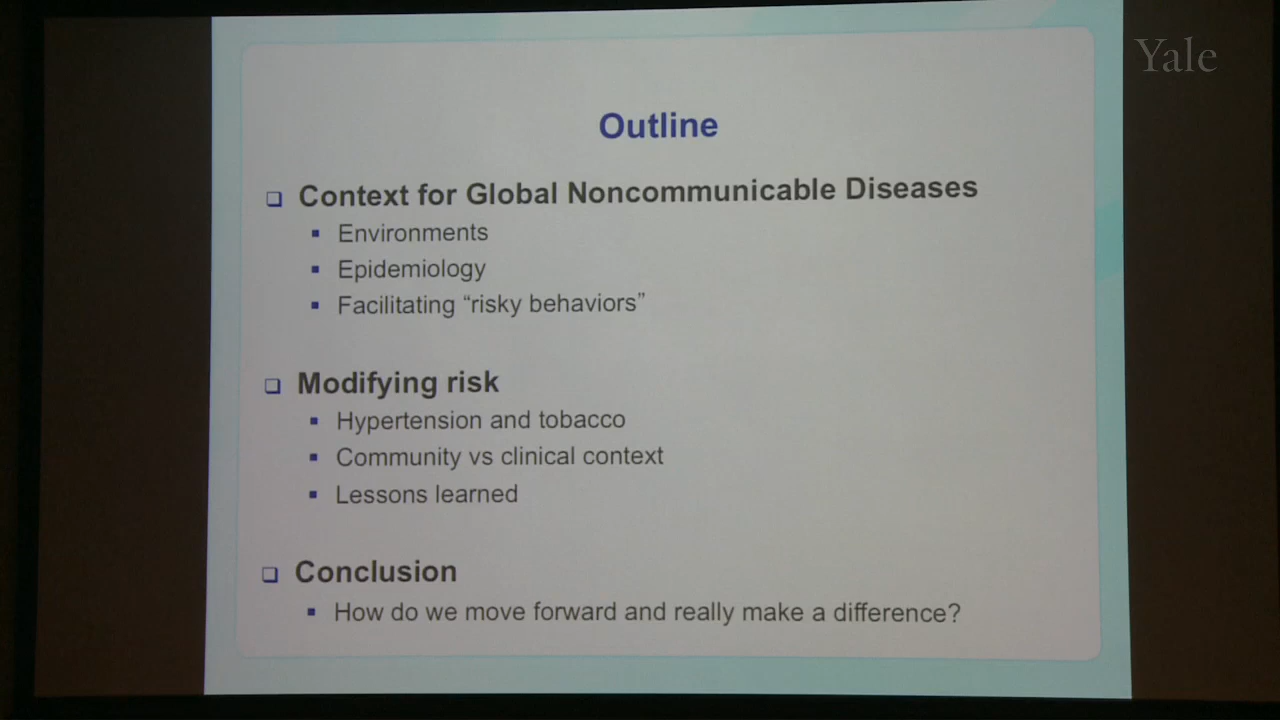 Yale
Outline
Context for Global Noncommunicable Diseases
Environments
Epidemiology
Facilitating “risky behaviors”
Modifying risk
Hypertension and tobacco
Community vs clinical context
Lessons learned
Conclusion
How do we move forward and really make a difference?